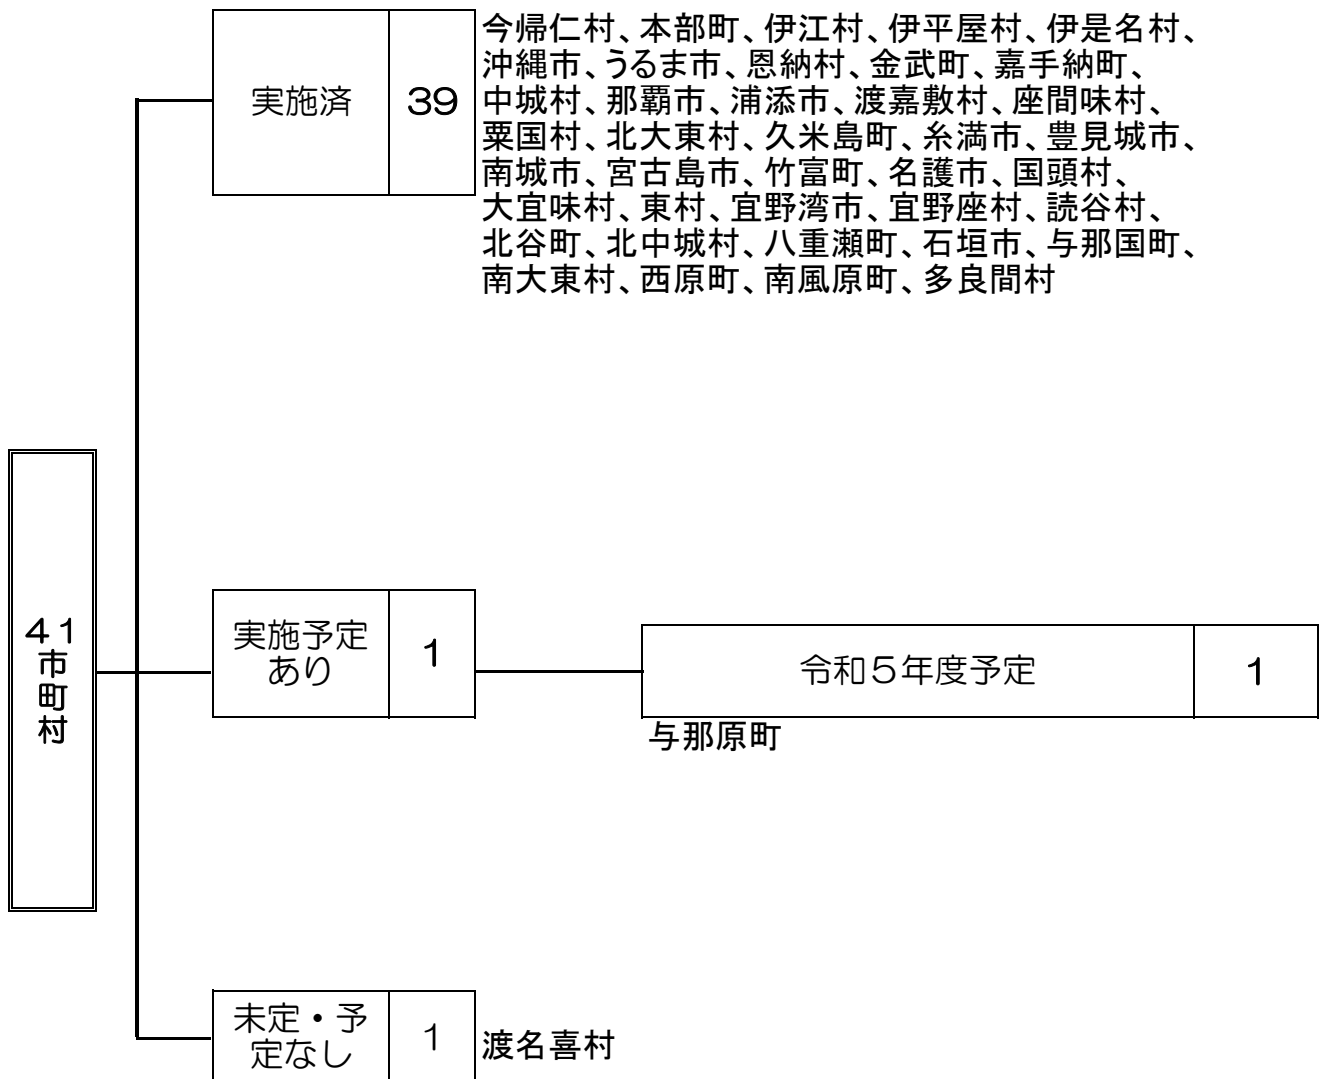 41
市
町
村
実施済
39
今帰仁村、本部町、伊江村、伊平屋村、伊是名村、
沖縄市、うるま市、恩納村、金武町、嘉手納町、
中城村、那覇市、浦添市、渡嘉敷村、座間味村、
粟国村、北大東村、久米島町、糸満市、豊見城市、
南城市、宮古島市、竹富町、名護市、国頭村、
大宜味村、東村、宜野湾市、宜野座村、読谷村、
北谷町、北中城村、八重瀬町、石垣市、与那国町、
南大東村、西原町、南風原町、多良間村
実施予定
あり
1
令和5年度予定
1
与那原町
未定・予
定なし
1
渡名喜村